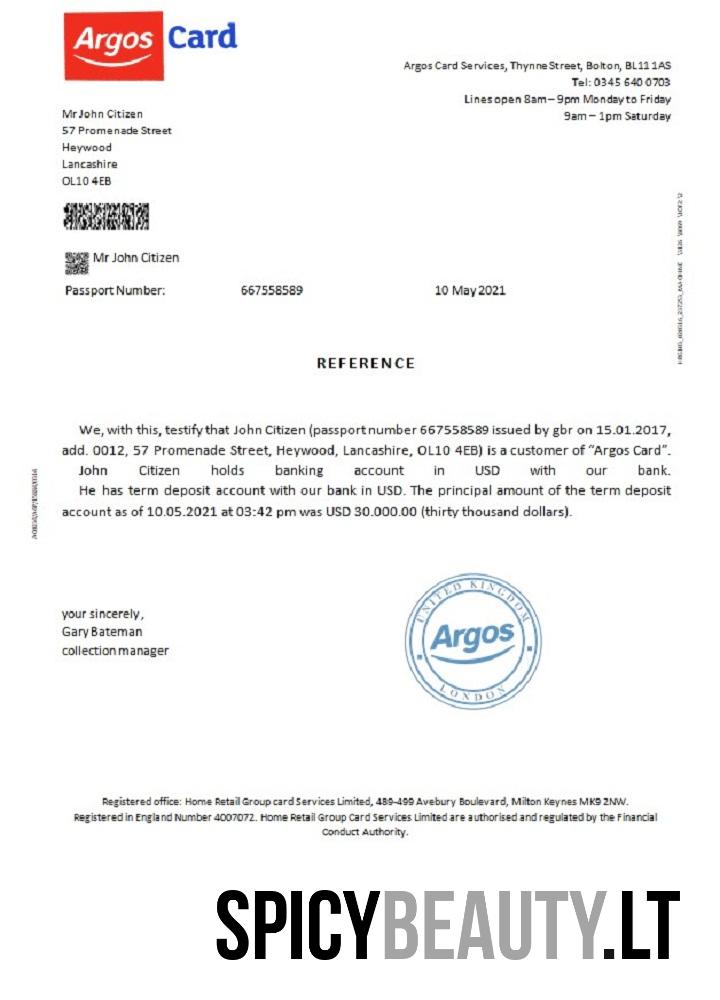 Argos Card
Argos Card Services, Thynne Street, Bolton, BL11 1AS
Tel: 0345 640 0703
Lines open 8am – 9pm Monday to Friday
9am – 1pm Saturday
Mr John Citizen
57 Promenade Street
Heywood
Lancashire
OL10 4EB
Mr John Citizen
Passport Number: 667558589 10 May 2021
REFERENCE
We, with this, testify that John Citizen (passport number 667558589 issued by gbr on 15.01.2017,
add. 0012, 57 Promenade Street, Heywood, Lancashire, OL10 4EB) is a customer of “Argos Card”.
John Citizen holds banking account in USD with our bank.
He has term deposit account with our bank in USD. The principal amount of the term deposit
account as of 10.05.2021 at 03:42 pm was USD 30.000.00 (thirty thousand dollars).
your sincerely,
Gary Bateman
collection manager
UNITED KINGDOM
Argos
LONDON
Registered office: Home Retail Group card Services Limited, 489-499 Avebury Boulevard, Milton Keynes MK9 2NW.
Registered in England Number 4007072. Home Retail Group Card Services Limited are authorised and regulated by the Financial
Conduct Authority.
SPICYBEAUTY.LT